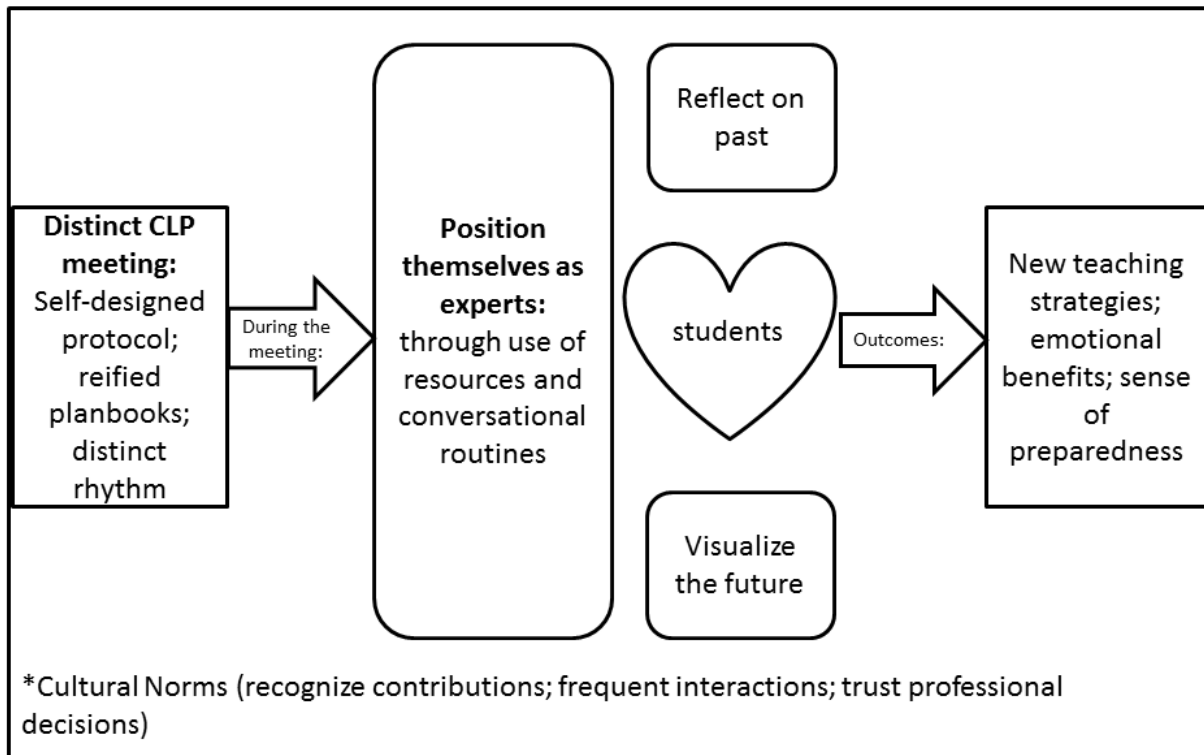 Distinct CLP
meeting:
Self-designed
protocol;
reified
planbooks;
distinct
rhythm
During the
meeting:
Position
themselves as
experts:
through use of
resources and
conversational
routines
Reflect on
past
students
Visualize
the future
Outcomes:
New teaching
strategies;
emotional
benefits; sense
of
preparedness
*Cultural Norms (recognize contributions; frequent interactions; trust professional
decisions)